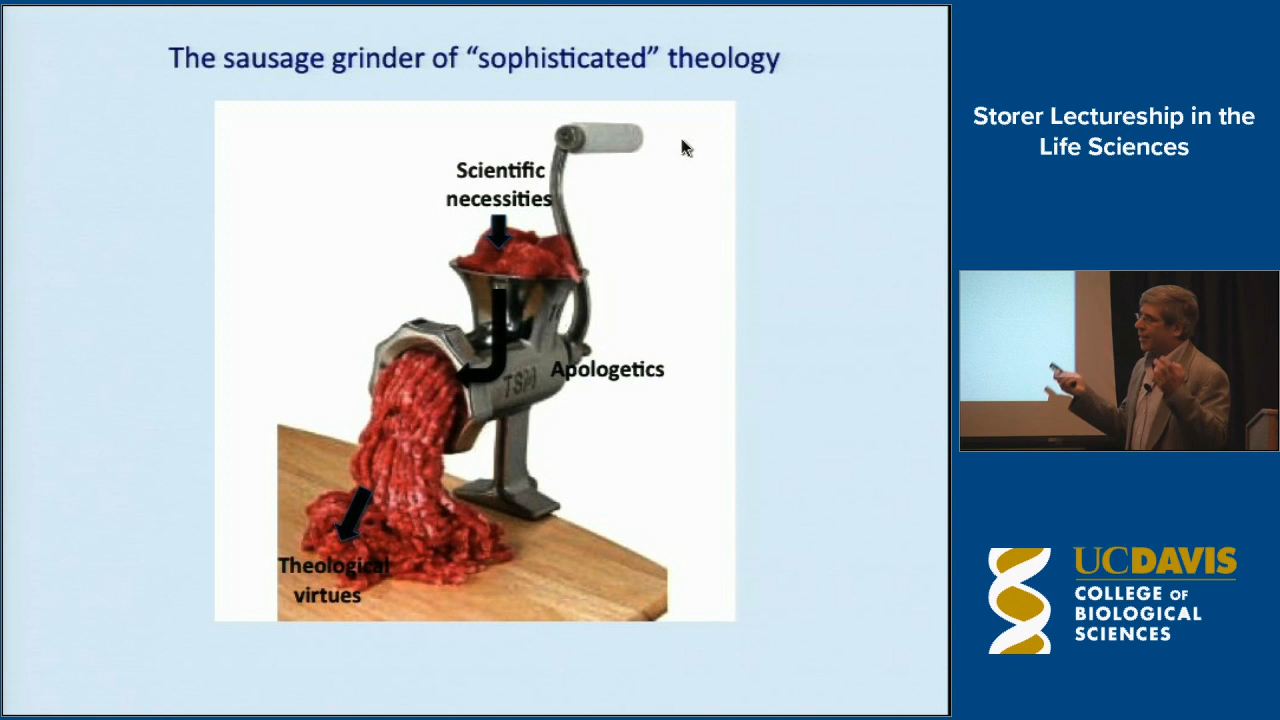 The sausage grinder of “sophisticated” theology
Scientific
necessities
Apologetics
Theological
virtues
Storer Lectureship in the
Life Sciences
UCDAVIS
COLLEGE OF
BIOLOGICAL
SCIENCES